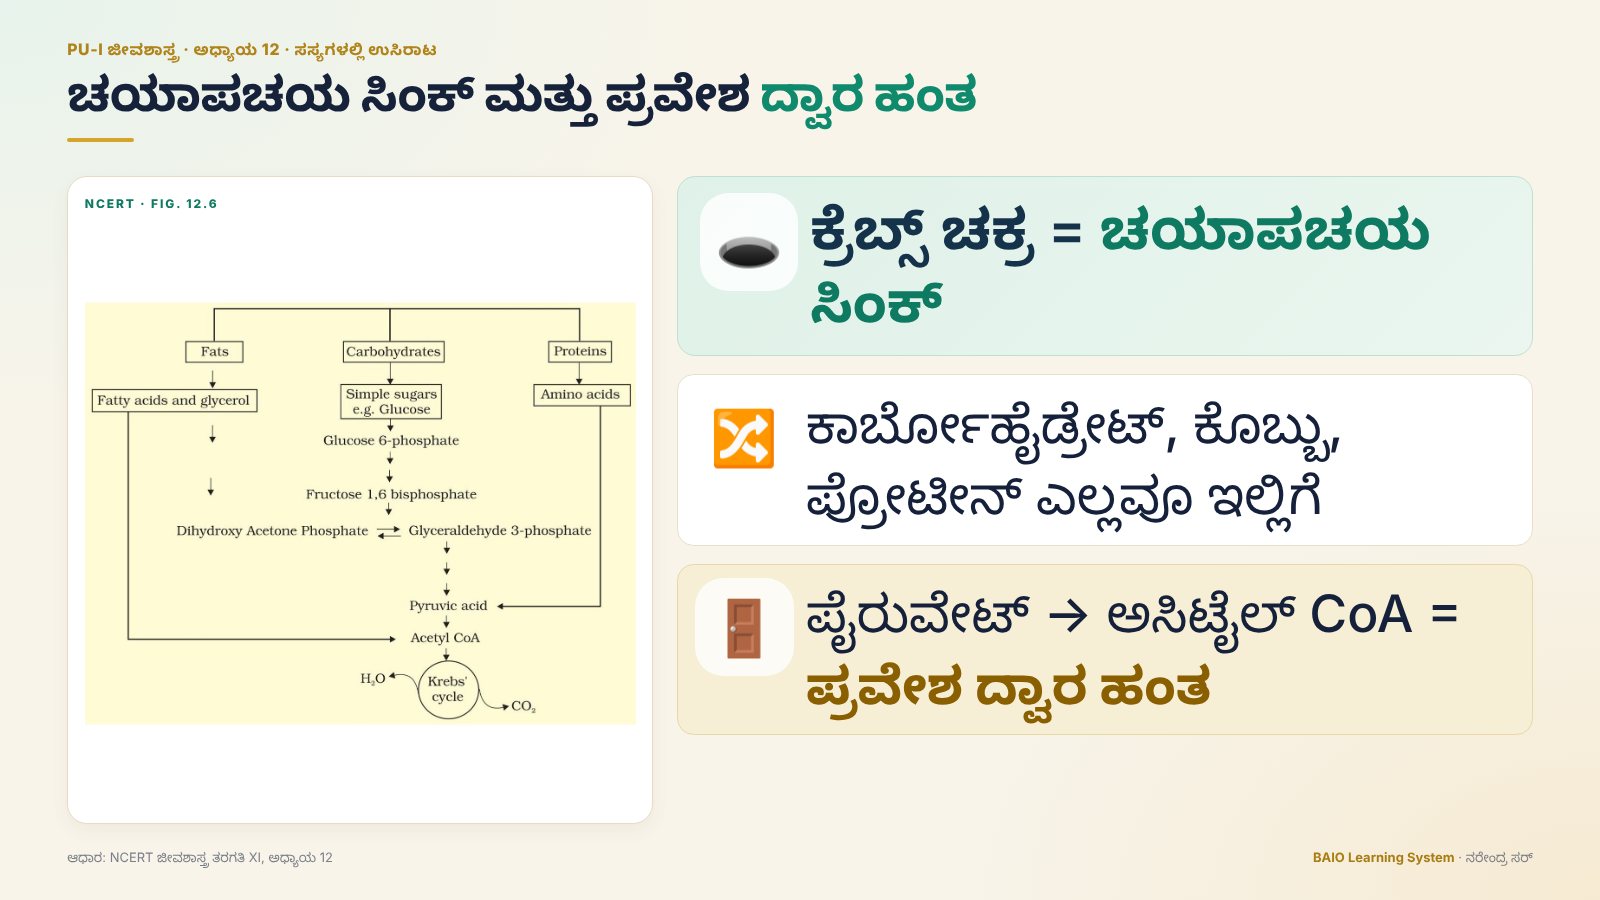 PU-I ಜೀವಶಾಸ್ತ್ರ · ಅಧ್ಯಾಯ 12 · ಸಸ್ಯಗಳಲ್ಲಿ ಉಸಿರಾಟ
ಚಯಾಪಚಯ ಸಿಂಕ್ ಮತ್ತು ಪ್ರವೇಶ ದ್ವಾರ ಹಂತ
NCERT · FIG. 12.6
Fats
Carbohydrates
Proteins
Fatty acids and glycerol
Simple sugars
e.g. Glucose
Amino acids
Glucose 6-phosphate
Fructose 1,6 bisphosphate
Dihydroxy Acetone Phosphate
Glyceraldehyde 3-phosphate
Pyruvic acid
Acetyl CoA
H₂O
Krebs'
cycle
CO₂
ಕ್ರೆಬ್ಸ್ ಚಕ್ರ = ಚಯಾಪಚಯ
ಸಿಂಕ್
ಕಾರ್ಬೋಹೈಡ್ರೇಟ್, ಕೊಬ್ಬು,
ಪ್ರೋಟೀನ್ ಎಲ್ಲವೂ ಇಲ್ಲಿಗೆ
ಪೈರುವೇಟ್ → ಅಸಿಟೈಲ್ CoA =
ಪ್ರವೇಶ ದ್ವಾರ ಹಂತ
ಆಧಾರ: NCERT ಜೀವಶಾಸ್ತ್ರ ತರಗತಿ XI, ಅಧ್ಯಾಯ 12
BAIO Learning System · ನರೇಂದ್ರ ಸರ್